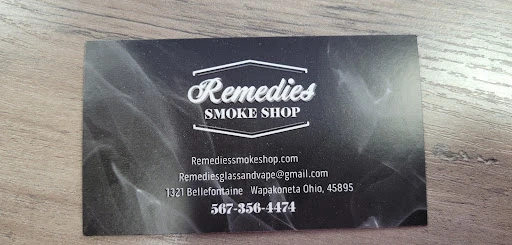 Remedies
SMOKE SHOP
Remediessmokeshop.com
Remediesglassandvape@gmail.com
1321 Bellefontaine Wapakoneta Ohio, 45895
567-356-4474